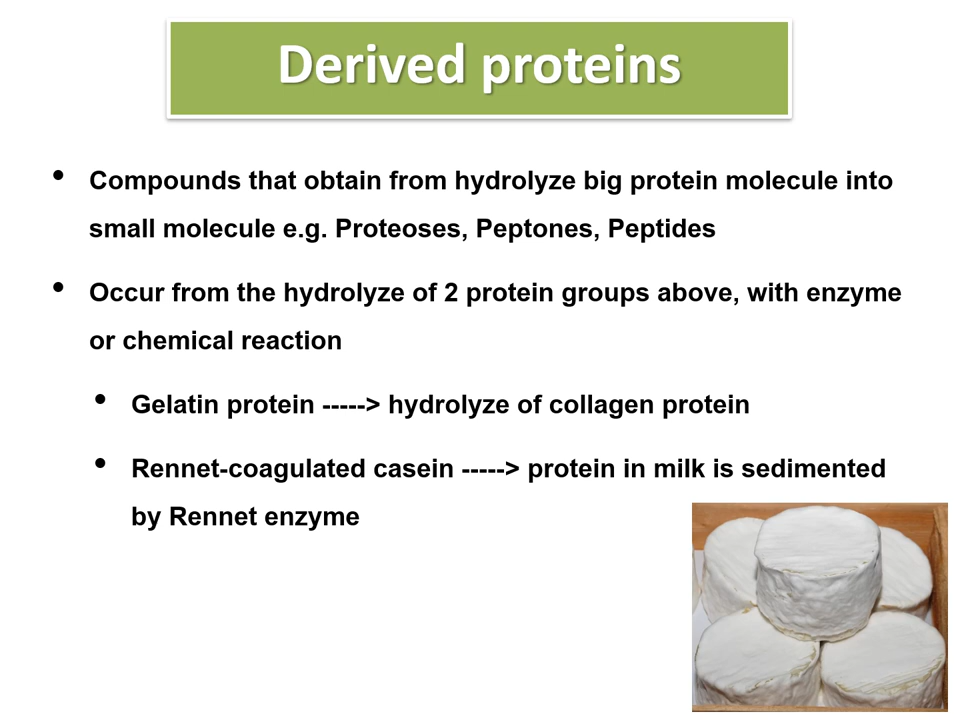 Derived proteins
• Compounds that obtain from hydrolyze big protein molecule into
small molecule e.g. Proteoses, Peptones, Peptides
• Occur from the hydrolyze of 2 protein groups above, with enzyme
or chemical reaction
• Gelatin protein -----> hydrolyze of collagen protein
• Rennet-coagulated casein -----> protein in milk is sedimented
by Rennet enzyme